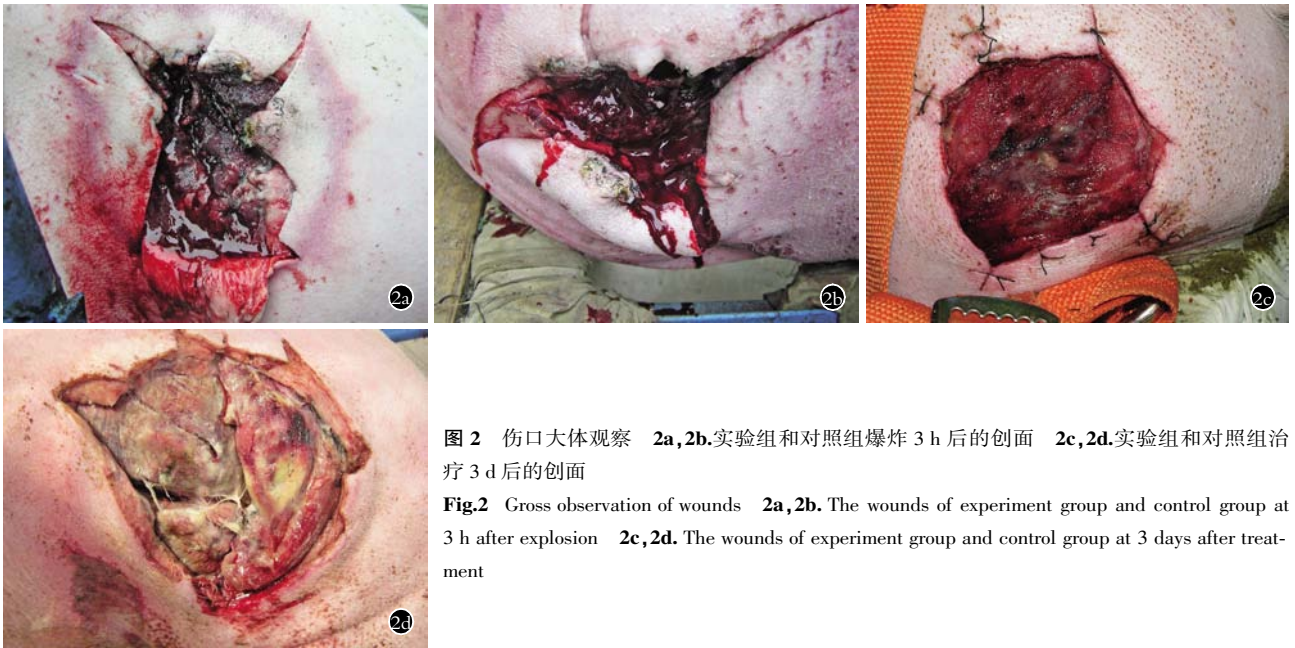 2a
2b
2c
2d
图 2 伤口大体观察 2a,2b.实验组和对照组爆炸 3 h 后的创面 2c,2d.实验组和对照组治
疗 3 d 后的创面
Fig.2 Gross observation of wounds 2a,2b. The wounds of experiment group and control group at
3 h after explosion 2c,2d. The wounds of experiment group and control group at 3 days after treat-
ment